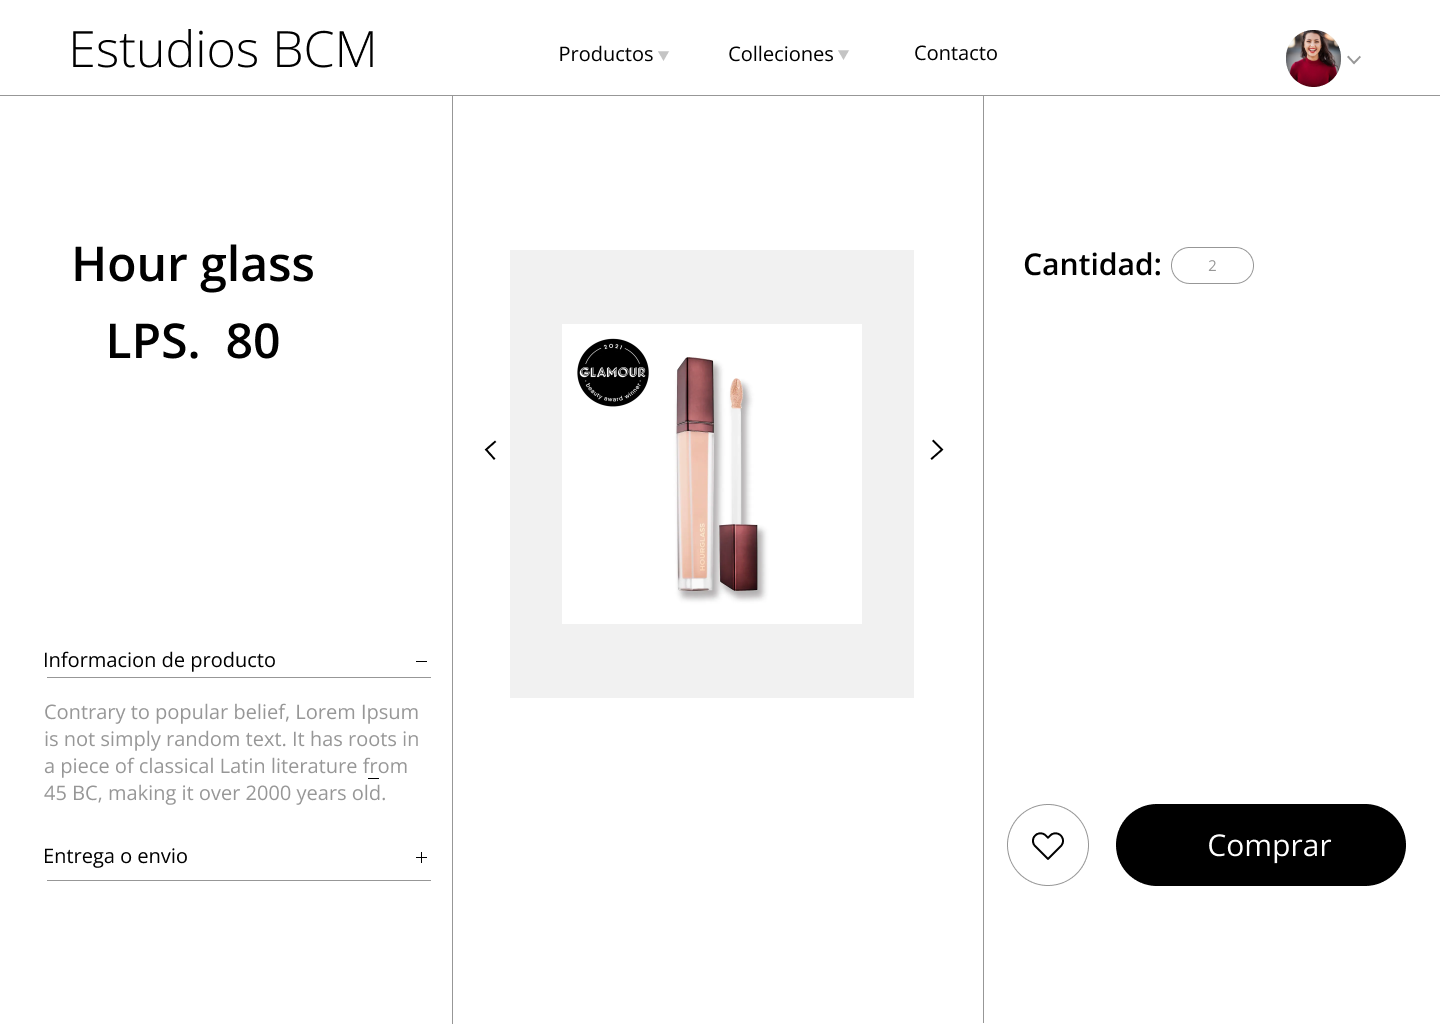 Estudios BCM
Productos
Colleciones
Contacto
Hour glass
LPS. 80
Informacion de producto
Contrary to popular belief, Lorem Ipsum
is not simply random text. It has roots in
a piece of classical Latin literature from
45 BC, making it over 2000 years old.
Entrega o envio
2021
GLAMOUR
beauty award winner
HOURGLASS
Cantidad: 2
Comprar